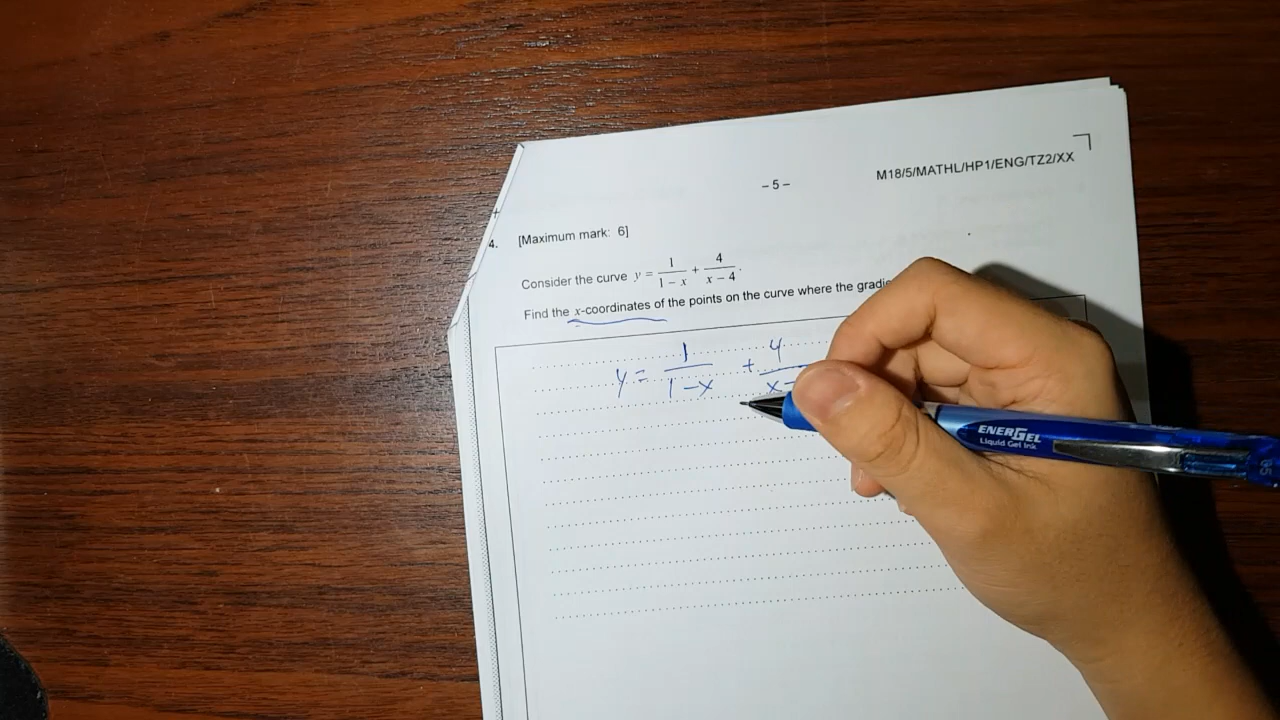 – 5 –
M18/5/MATHL/HP1/ENG/TZ2/XX
4. [Maximum mark: 6]
Consider the curve y = 1/(1 − x) + 4/(x − 4).
Find the x-coordinates of the points on the curve where the
y = 1/(1 − x) + 4/
ENERGEL
Liquid Gel Ink
05